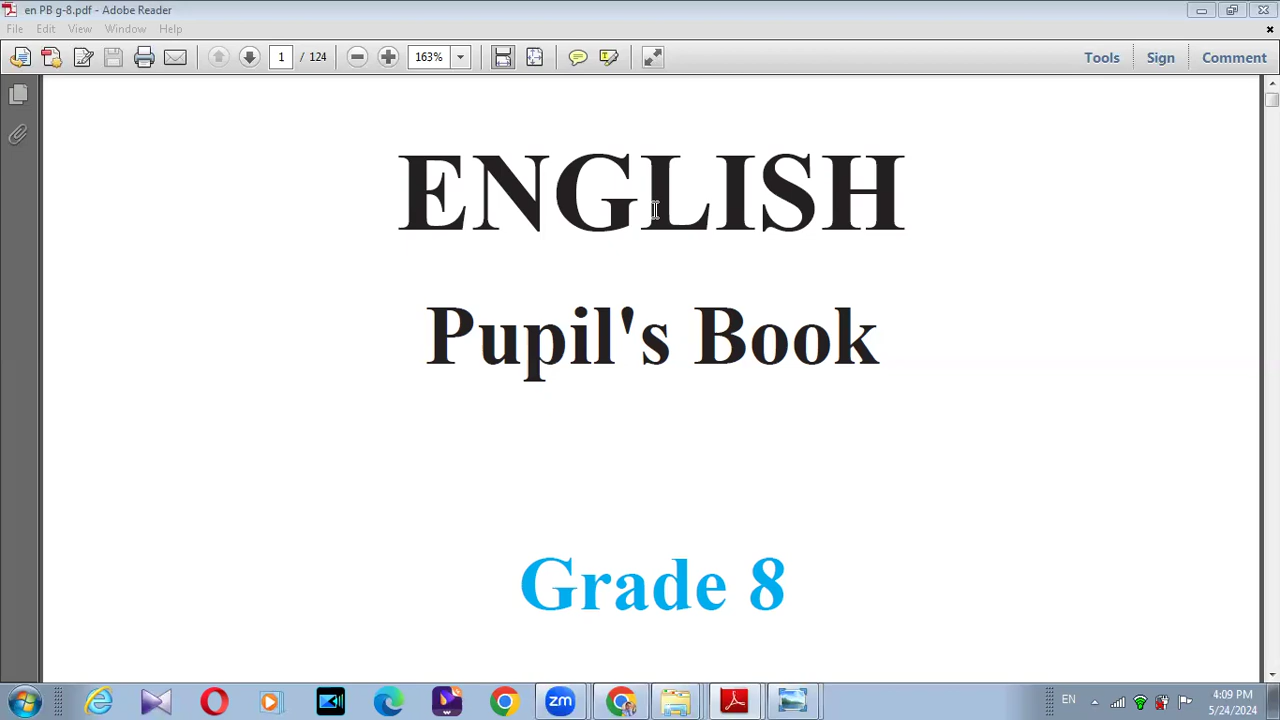 en PB g-8.pdf - Adobe Reader
File Edit View Window Help
1 / 124 163% Tools Sign Comment
ENGLISH
Pupil's Book
Grade 8
zm
EN
4:09 PM
5/24/2024